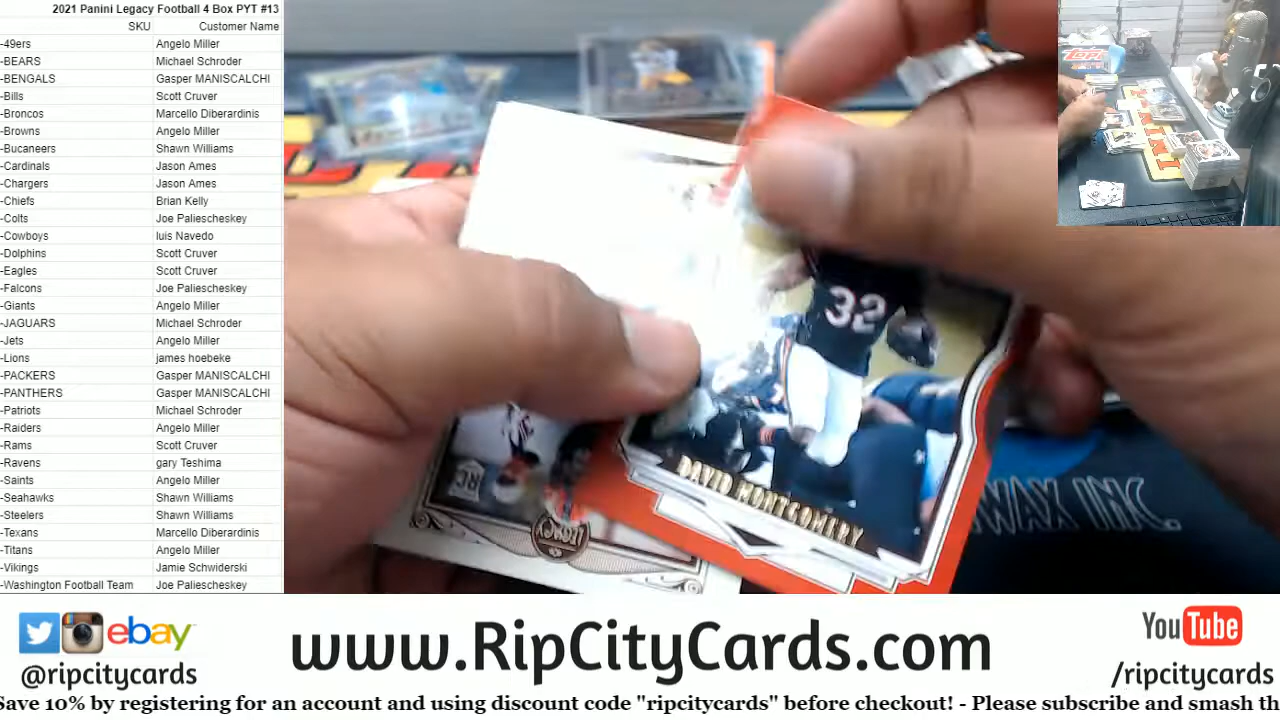 2021 Panini Legacy Football 4 Box PYT #13
SKU Customer Name
-49ers Angelo Miller
-BEARS Michael Schroder
-BENGALS Gasper MANISCALCHI
-Bills Scott Cruver
-Broncos Marcello Diberardinis
-Browns Angelo Miller
-Bucaneers Shawn Williams
-Cardinals Jason Ames
-Chargers Jason Ames
-Chiefs Brian Kelly
-Colts Joe Paliescheskey
-Cowboys luis Navedo
-Dolphins Scott Cruver
-Eagles Scott Cruver
-Falcons Joe Paliescheskey
-Giants Angelo Miller
-JAGUARS Michael Schroder
-Jets Angelo Miller
-Lions james hoebeke
-PACKERS Gasper MANISCALCHI
-PANTHERS Gasper MANISCALCHI
-Patriots Michael Schroder
-Raiders Angelo Miller
-Rams Scott Cruver
-Ravens gary Teshima
-Saints Angelo Miller
-Seahawks Shawn Williams
-Steelers Shawn Williams
-Texans Marcello Diberardinis
-Titans Angelo Miller
-Vikings Jamie Schwiderski
-Washington Football Team Joe Paliescheskey
32
DAVID MONTGOMERY
RC
LEGACY
WAX INC.
ebay
@ripcitycards
www.RipCityCards.com
YouTube
/ripcitycards
Save 10% by registering for an account and using discount code "ripcitycards" before checkout! - Please subscribe and smash th